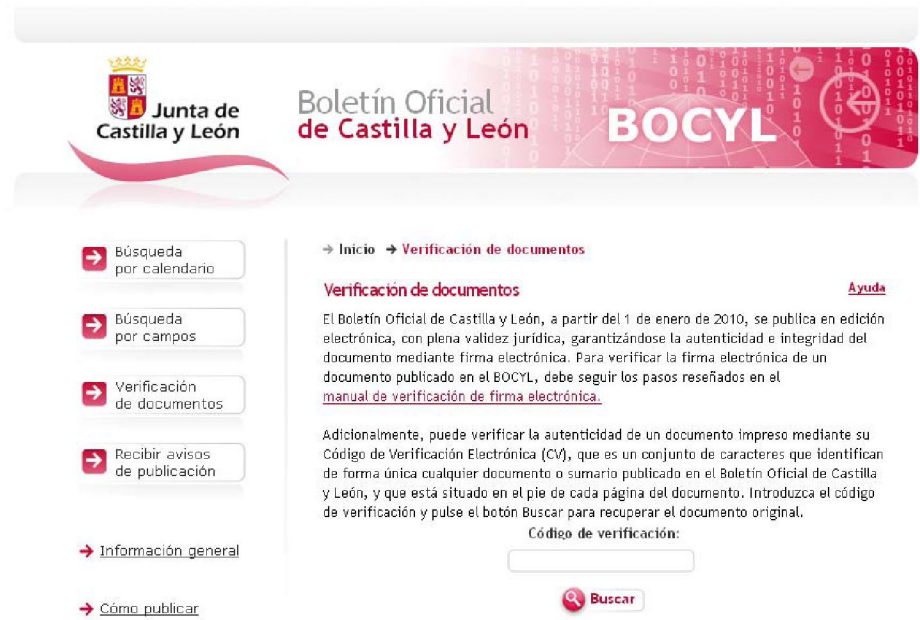 Junta de
Castilla y León
Boletín Oficial
de Castilla y León
BOCYL
Búsqueda
por calendario
Búsqueda
por campos
Verificación
de documentos
Recibir avisos
de publicación
Información general
Cómo publicar
Inicio Verificación de documentos
Verificación de documentos
Ayuda
El Boletín Oficial de Castilla y León, a partir del 1 de enero de 2010, se publica en edición
electrónica, con plena validez jurídica, garantizándose la autenticidad e integridad del
documento mediante firma electrónica. Para verificar la firma electrónica de un
documento publicado en el BOCYL, debe seguir los pasos reseñados en el
manual de verificación de firma electrónica.
Adicionalmente, puede verificar la autenticidad de un documento impreso mediante su
Código de Verificación Electrónica (CV), que es un conjunto de caracteres que identifican
de forma única cualquier documento o sumario publicado en el Boletín Oficial de Castilla
y León, y que está situado en el pie de cada página del documento. Introduzca el código
de verificación y pulse el botón Buscar para recuperar el documento original.
Código de verificación:
Buscar